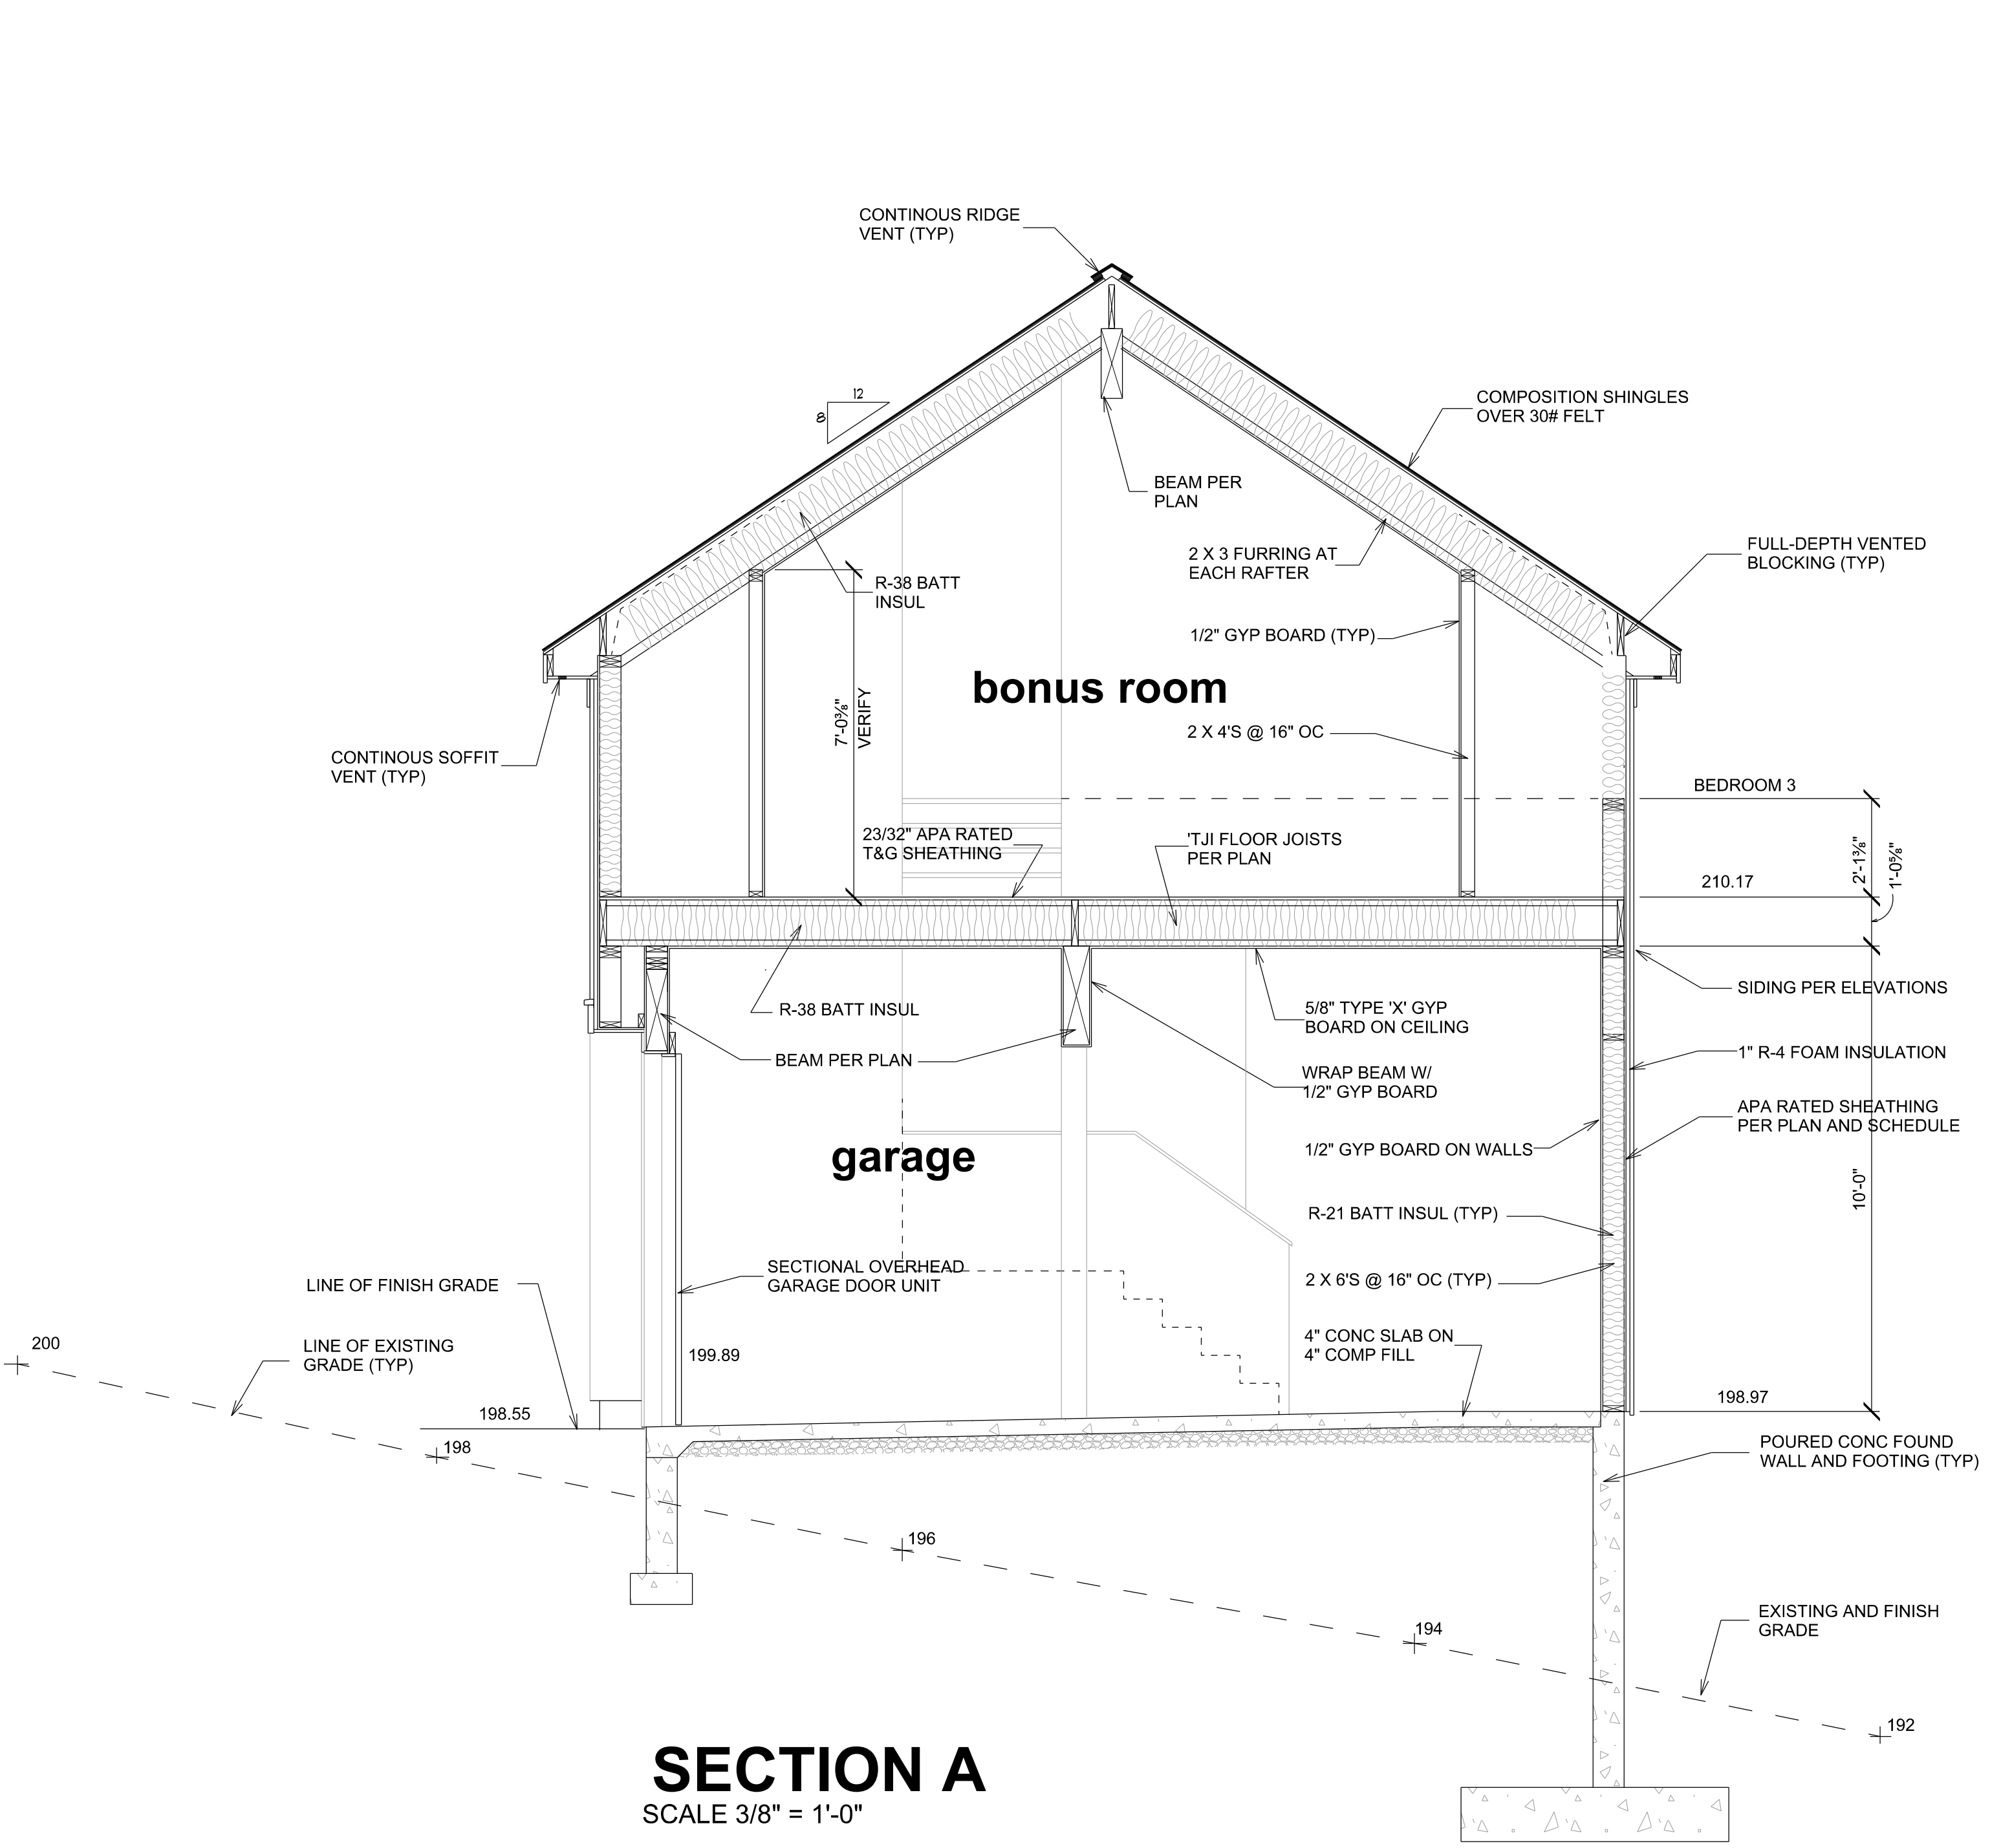 CONTINOUS RIDGE
VENT (TYP)
12
8
COMPOSITION SHINGLES
OVER 30# FELT
BEAM PER
PLAN
FULL-DEPTH VENTED
BLOCKING (TYP)
2 X 3 FURRING AT
EACH RAFTER
R-38 BATT
INSUL
1/2" GYP BOARD (TYP)
bonus room
7'-0⅜"
VERIFY
2 X 4'S @ 16" OC
CONTINOUS SOFFIT
VENT (TYP)
BEDROOM 3
23/32" APA RATED
T&G SHEATHING
'TJI FLOOR JOISTS
PER PLAN
2'-1⅜"
1'-0⅝"
210.17
SIDING PER ELEVATIONS
R-38 BATT INSUL
5/8" TYPE 'X' GYP
BOARD ON CEILING
BEAM PER PLAN
1" R-4 FOAM INSULATION
WRAP BEAM W/
1/2" GYP BOARD
APA RATED SHEATHING
PER PLAN AND SCHEDULE
garage
1/2" GYP BOARD ON WALLS
10'-0"
R-21 BATT INSUL (TYP)
SECTIONAL OVERHEAD
GARAGE DOOR UNIT
2 X 6'S @ 16" OC (TYP)
LINE OF FINISH GRADE
200
LINE OF EXISTING
GRADE (TYP)
199.89
4" CONC SLAB ON
4" COMP FILL
198.97
198.55
198
POURED CONC FOUND
WALL AND FOOTING (TYP)
196
194
EXISTING AND FINISH
GRADE
192
SECTION A
SCALE 3/8" = 1'-0"